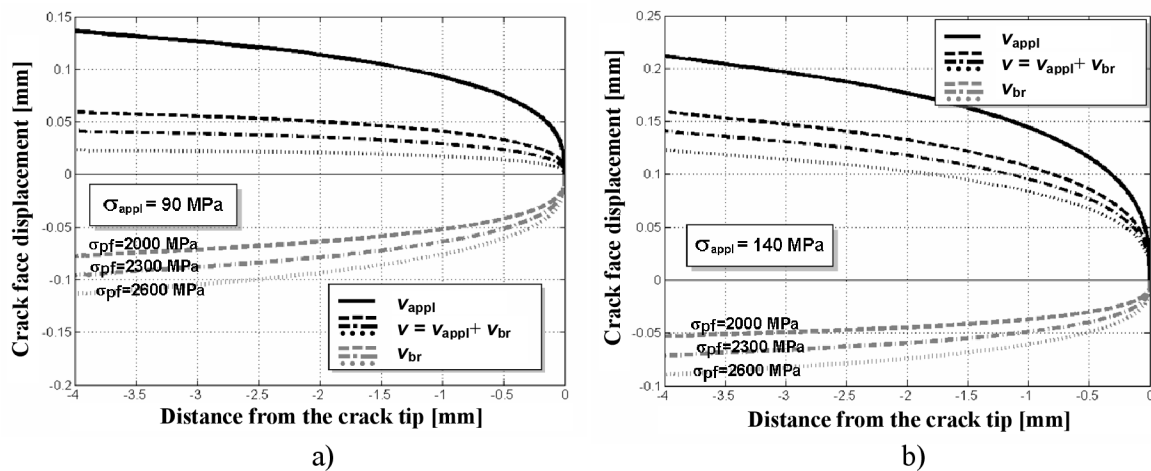 0.15
0.1
0.05
0
-0.05
-0.1
-0.15
-0.2
Crack face displacement [mm]
σappl = 90 MPa
σpf=2000 MPa
σpf=2300 MPa
σpf=2600 MPa
vappl
v = vappl+ vbr
vbr
-4
-3.5
-3
-2.5
-2
-1.5
-1
-0.5
0
Distance from the crack tip [mm]
a)
0.25
0.2
0.15
0.1
0.05
0
-0.05
-0.1
Crack face displacement [mm]
vappl
v = vappl+ vbr
vbr
σappl = 140 MPa
σpf=2000 MPa
σpf=2300 MPa
σpf=2600 MPa
-4
-3.5
-3
-2.5
-2
-1.5
-1
-0.5
0
Distance from the crack tip [mm]
b)